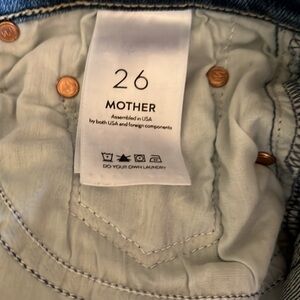 26
MOTHER
Assembled in USA
by both USA and foreign components
DO YOUR OWN LAUNDRY